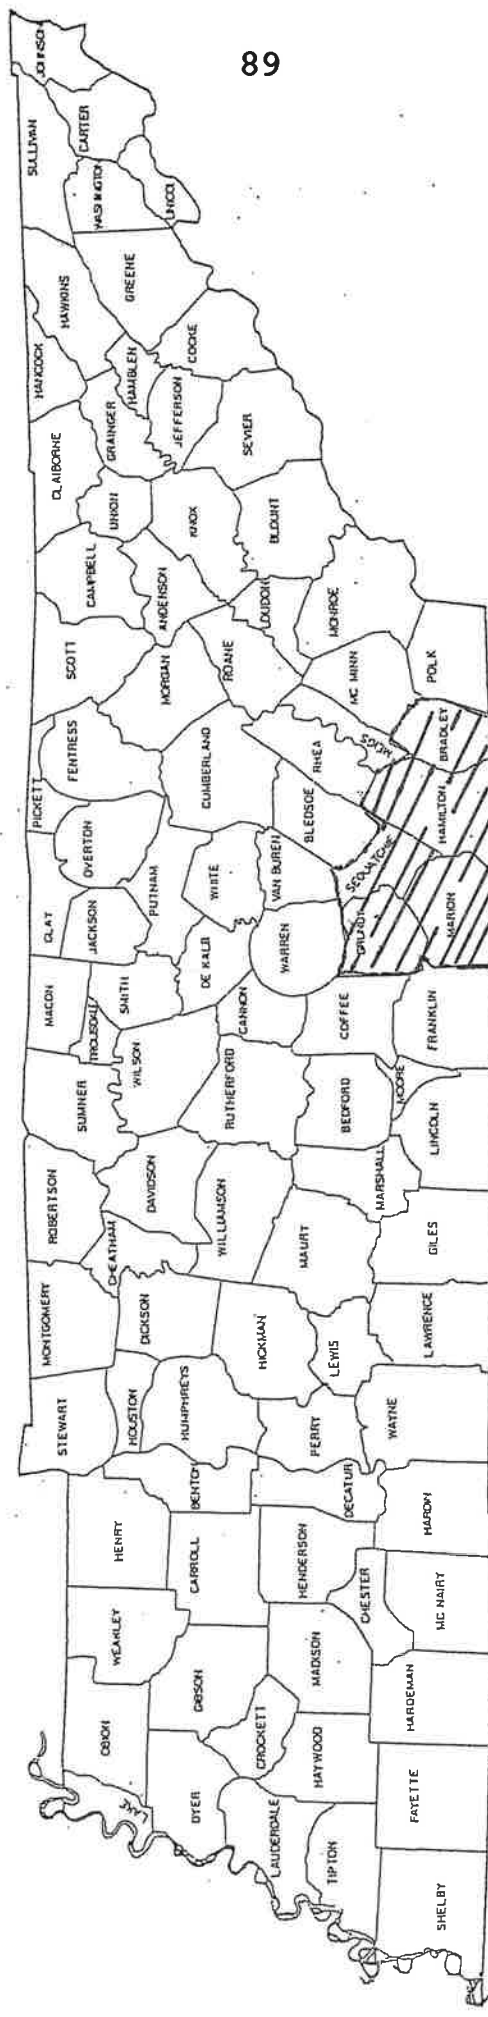 89
JOHNSON
CARTER
SULLIVAN
WASHINGTON
UNICOI
GREENE
HAWKINS
HANCOCK
COCKE
HAMBLEN
JEFFERSON
GRAINGER
CLAIBORNE
SEVIER
UNION
KNOX
BLOUNT
CAMPBELL
ANDERSON
LOUDON
MONROE
SCOTT
MORGAN
ROANE
MC MINN
POLK
FENTRESS
PICKETT
CUMBERLAND
RHEA
MEIGS
BRADLEY
HAMILTON
BLEDSOE
SEQUATCHIE
OVERTON
PUTNAM
WHITE
VAN BUREN
CLAY
JACKSON
DE KALB
WARREN
GRUNDY
MARION
MACON
TROUSDALE
SMITH
CANNON
COFFEE
FRANKLIN
SUMNER
WILSON
RUTHERFORD
BEDFORD
MOORE
LINCOLN
ROBERTSON
DAVIDSON
WILLIAMSON
MARSHALL
CHEATHAM
MAURY
GILES
MONTGOMERY
DICKSON
HICKMAN
LEWIS
LAWRENCE
STEWART
HOUSTON
HUMPHREYS
PERRY
WAYNE
BENTON
DECATUR
HARDIN
HENRY
CARROLL
HENDERSON
CHESTER
MC NAIRY
WEAKLEY
GIBSON
MADISON
HARDEMAN
OBION
CROCKETT
HAYWOOD
FAYETTE
LAKE
DYER
LAUDERDALE
TIPTON
SHELBY